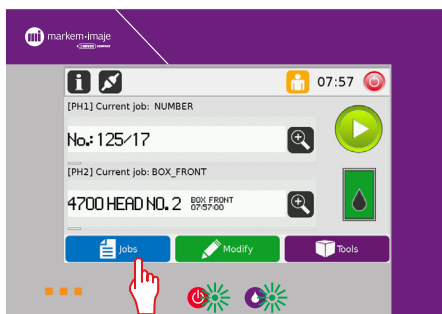 markem·imaje
07:57
[PH1] Current job: NUMBER
No.: 125/17
[PH2] Current job: BOX_FRONT
4700 HEAD NO. 2 BOX FRONT
07:57:00
Jobs
Modify
Tools